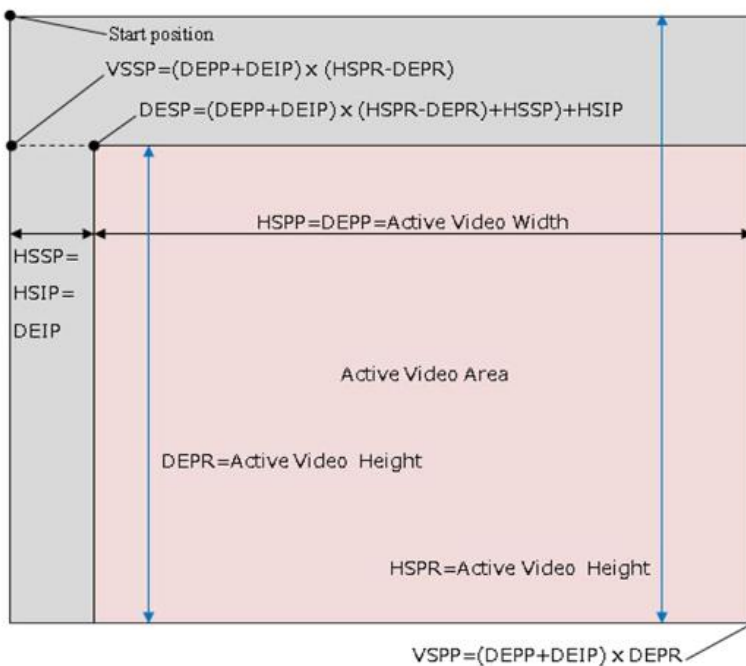 Start position
VSSP=(DEPP+DEIP) x (HSPR-DEPR)
DESP=(DEPP+DEIP) x (HSPR-DEPR)+HSSP)+HSIP
HSPP=DEPP=Active Video Width
HSSP=
HSIP=
DEIP
Active Video Area
DEPR=Active Video Height
HSPR=Active Video Height
VSPP=(DEPP+DEIP) x DEPR